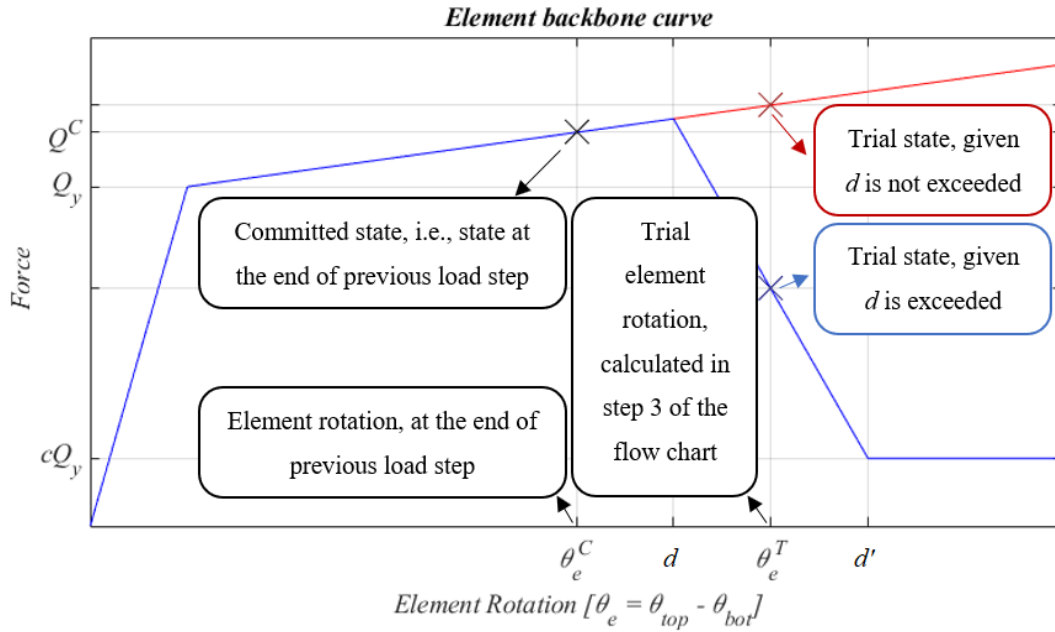 Element backbone curve
Force
Q^C
Q_y
cQ_y
Committed state, i.e., state at
the end of previous load step
Element rotation, at the end of
previous load step
Trial
element
rotation,
calculated in
step 3 of the
flow chart
Trial state, given
d is not exceeded
Trial state, given
d is exceeded
θ_e^C
d
θ_e^T
d'
Element Rotation [θ_e = θ_top - θ_bot]